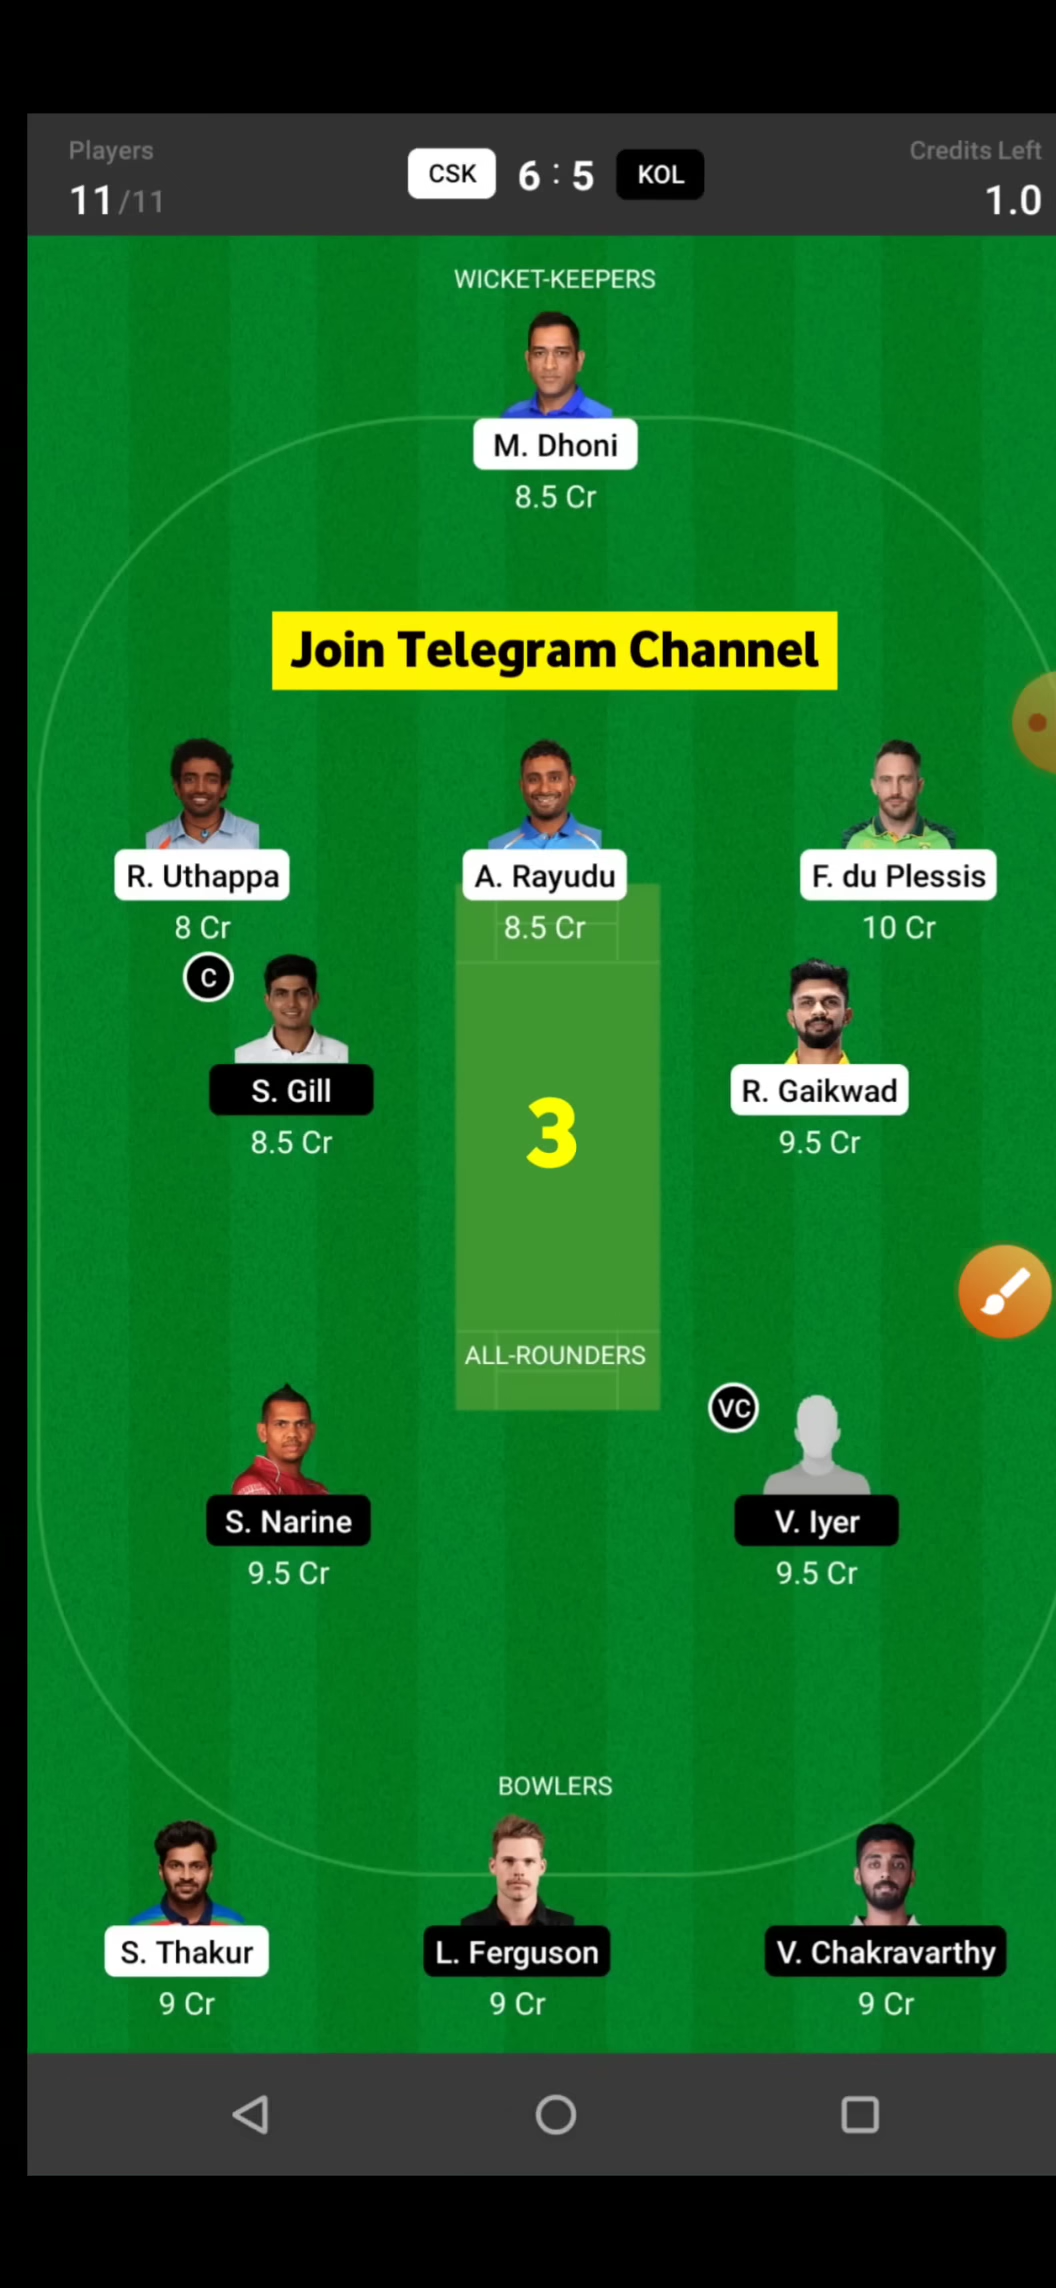 Players
Credits Left
CSK 6 : 5 KOL
11/11
1.0
WICKET-KEEPERS
M. Dhoni
8.5 Cr
Join Telegram Channel
R. Uthappa
A. Rayudu
F. du Plessis
8 Cr
8.5 Cr
10 Cr
C
S. Gill
R. Gaikwad
8.5 Cr
9.5 Cr
3
ALL-ROUNDERS
VC
S. Narine
V. Iyer
9.5 Cr
9.5 Cr
BOWLERS
S. Thakur
L. Ferguson
V. Chakravarthy
9 Cr
9 Cr
9 Cr